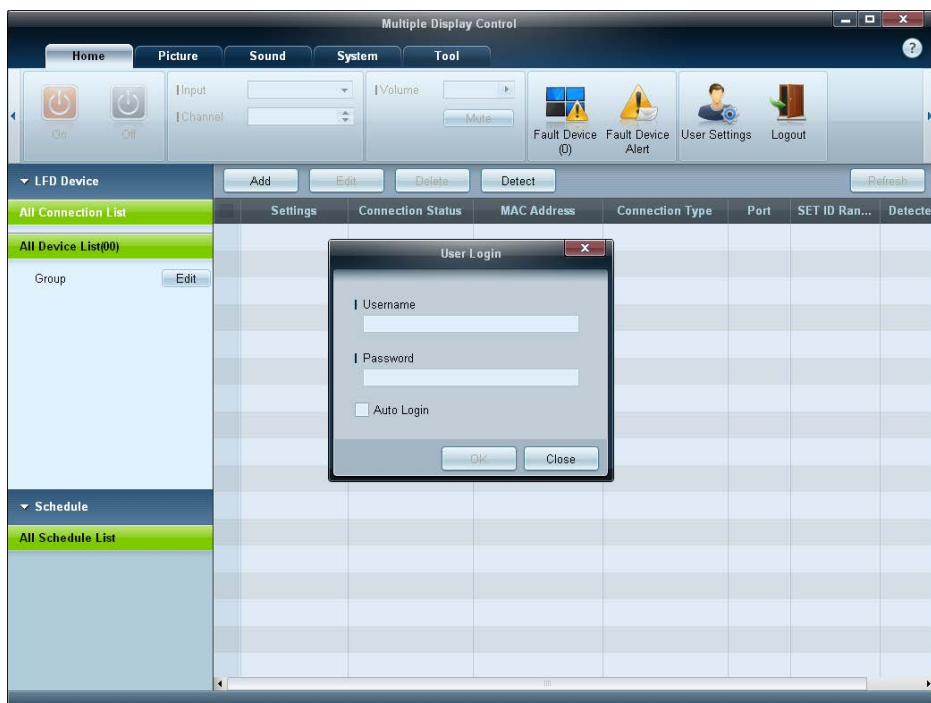 Multiple Display Control
Home Picture Sound System Tool
?
Input
Channel
Volume
Mute
On Off
Fault Device (0)
Fault Device Alert
User Settings
Logout
LFD Device
Add Edit Delete Detect Refresh
All Connection List
Settings Connection Status MAC Address Connection Type Port SET ID Ran... Detecte
All Device List(00)
Group Edit
User Login
Username
Password
Auto Login
OK Close
Schedule
All Schedule List